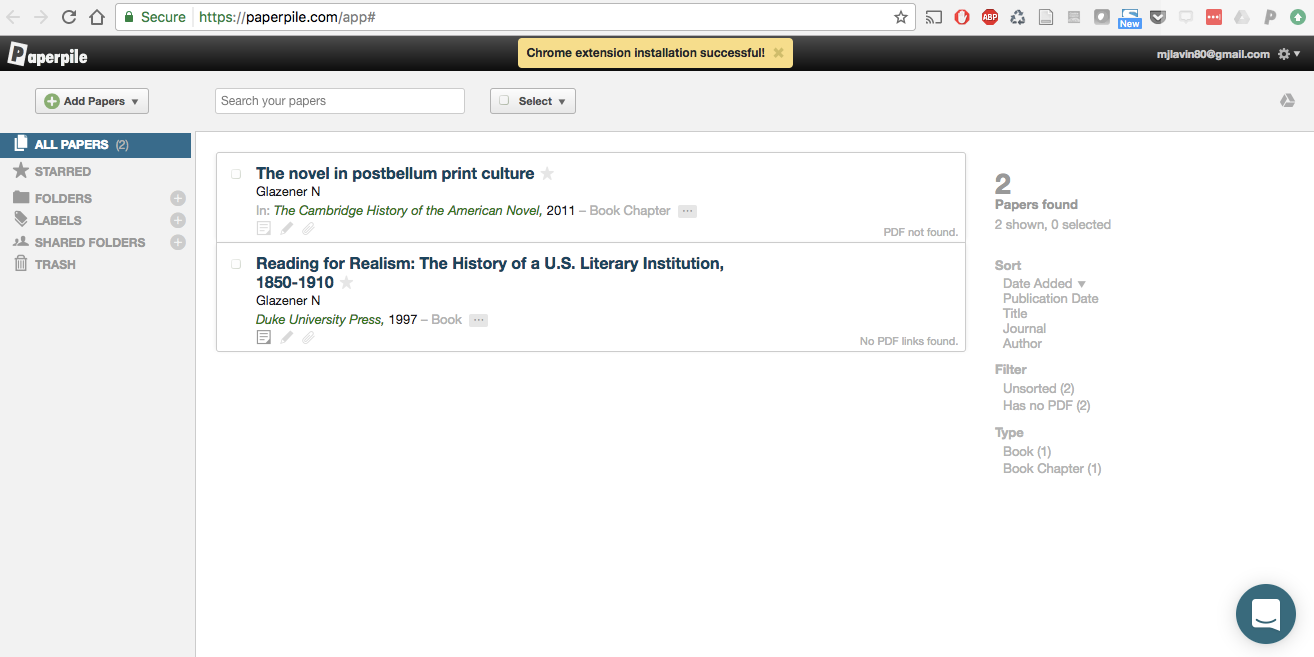 Secure https://paperpile.com/app#
ABP
New
Paperpile
Chrome extension installation successful! ×
mjlavin80@gmail.com
Add Papers ▼
Search your papers
Select ▼
ALL PAPERS (2)
STARRED
FOLDERS
LABELS
SHARED FOLDERS
TRASH
The novel in postbellum print culture
Glazener N
In: The Cambridge History of the American Novel, 2011 – Book Chapter ···
PDF not found.
Reading for Realism: The History of a U.S. Literary Institution,
1850-1910
Glazener N
Duke University Press, 1997 – Book ···
No PDF links found.
2
Papers found
2 shown, 0 selected
Sort
Date Added ▼
Publication Date
Title
Journal
Author
Filter
Unsorted (2)
Has no PDF (2)
Type
Book (1)
Book Chapter (1)